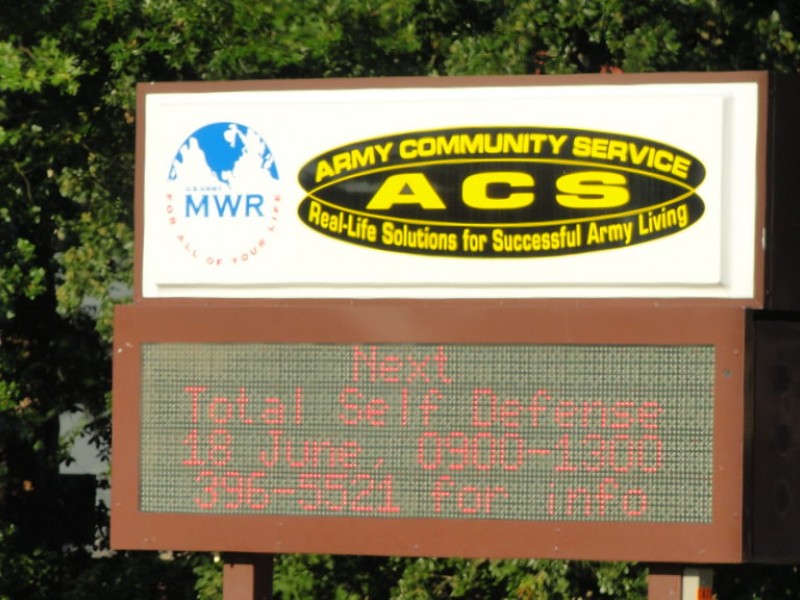 U.S. ARMY
MWR
FOR ALL OF YOUR LIFE
ARMY COMMUNITY SERVICE
ACS
Real-Life Solutions for Successful Army Living
Next
Total Self Defense
18 June, 0900-1300
396-5521 for info